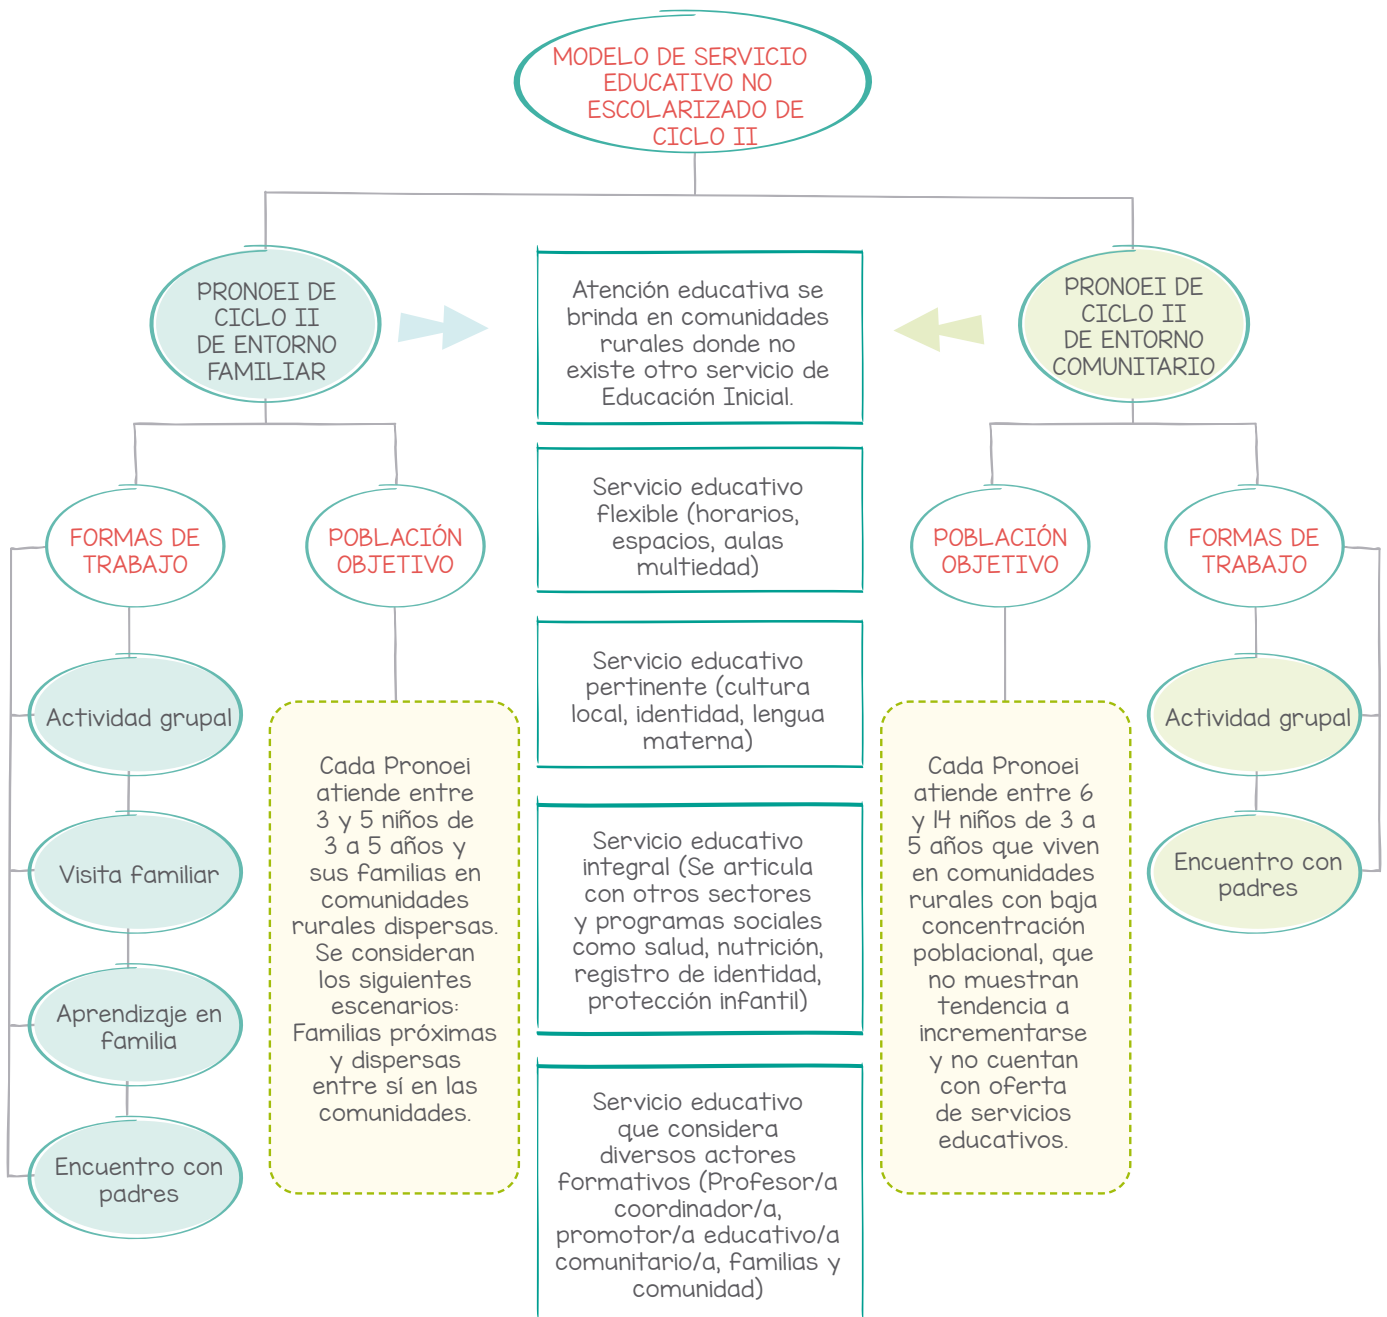 MODELO DE SERVICIO
EDUCATIVO NO
ESCOLARIZADO DE
CICLO II
PRONOEI DE
CICLO II
DE ENTORNO
FAMILIAR
Atención educativa se
brinda en comunidades
rurales donde no
existe otro servicio de
Educación Inicial.
PRONOEI DE
CICLO II
DE ENTORNO
COMUNITARIO
FORMAS DE
TRABAJO
Actividad grupal
Visita familiar
Aprendizaje en
familia
Encuentro con
padres
POBLACIÓN
OBJETIVO
Cada Pronoei
atiende entre
3 y 5 niños de
3 a 5 años y
sus familias en
comunidades
rurales dispersas.
Se consideran
los siguientes
escenarios:
Familias próximas
y dispersas
entre sí en las
comunidades.
Servicio educativo
flexible (horarios,
espacios, aulas
multiedad)
Servicio educativo
pertinente (cultura
local, identidad, lengua
materna)
Servicio educativo
integral (Se articula
con otros sectores
y programas sociales
como salud, nutrición,
registro de identidad,
protección infantil)
Servicio educativo
que considera
diversos actores
formativos (Profesor/a
coordinador/a,
promotor/a educativo/a
comunitario/a, familias y
comunidad)
POBLACIÓN
OBJETIVO
Cada Pronoei
atiende entre 6
y 14 niños de 3 a
5 años que viven
en comunidades
rurales con baja
concentración
poblacional, que
no muestran
tendencia a
incrementarse
y no cuentan
con oferta
de servicios
educativos.
FORMAS DE
TRABAJO
Actividad grupal
Encuentro con
padres